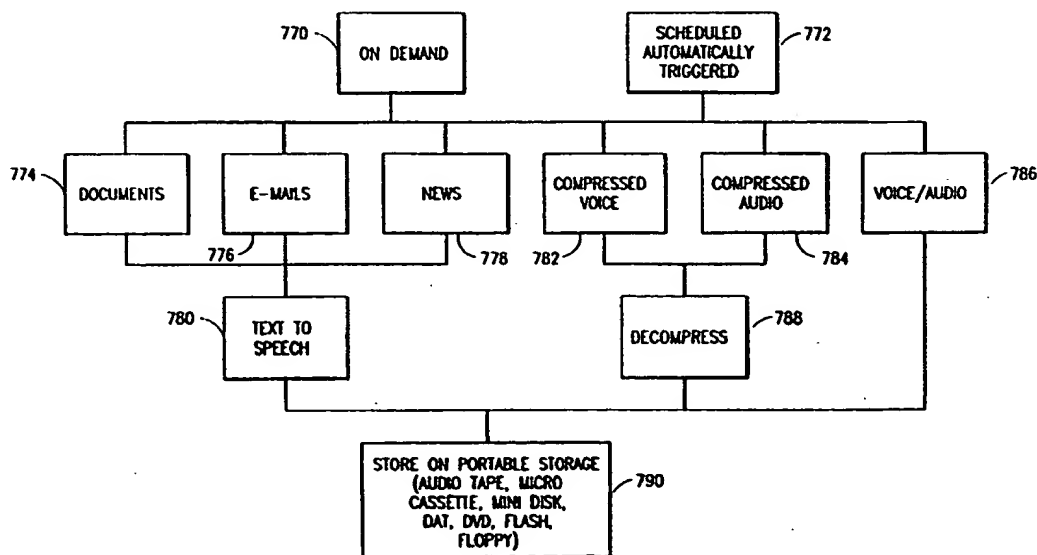 770
ON DEMAND
SCHEDULED
AUTOMATICALLY
TRIGGERED
772
774
DOCUMENTS
E-MAILS
NEWS
COMPRESSED
VOICE
COMPRESSED
AUDIO
VOICE/AUDIO
786
776
778
782
784
780
TEXT TO
SPEECH
DECOMPRESS
788
STORE ON PORTABLE STORAGE
(AUDIO TAPE, MICRO
CASSETTE, MINI DISK,
DAT, DVD, FLASH,
FLOPPY)
790